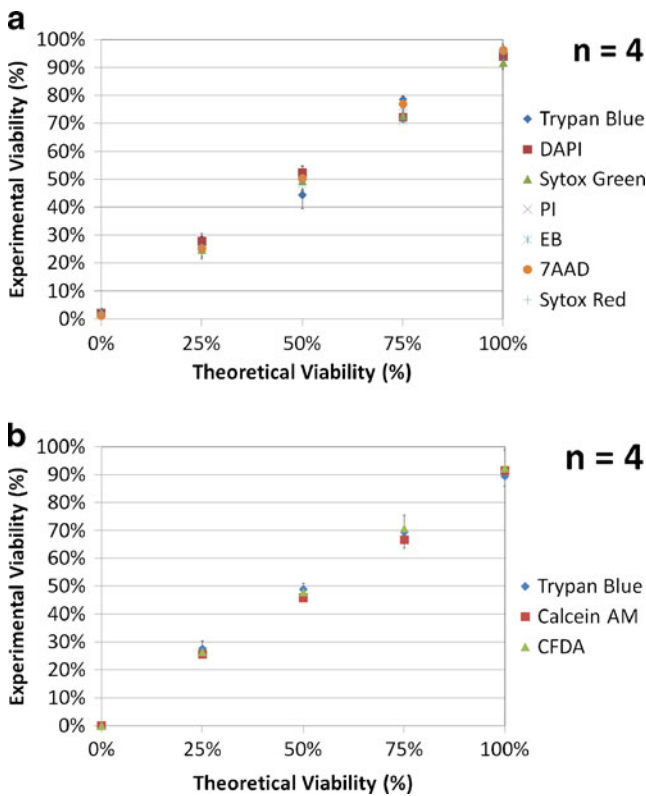 a
n = 4
Experimental Viability (%)
100%
90%
80%
70%
60%
50%
40%
30%
20%
10%
0%
0% 25% 50% 75% 100%
Theoretical Viability (%)
Trypan Blue
DAPI
Sytox Green
PI
EB
7AAD
Sytox Red
b
n = 4
Experimental Viability (%)
100%
90%
80%
70%
60%
50%
40%
30%
20%
10%
0%
0% 25% 50% 75% 100%
Theoretical Viability (%)
Trypan Blue
Calcein AM
CFDA